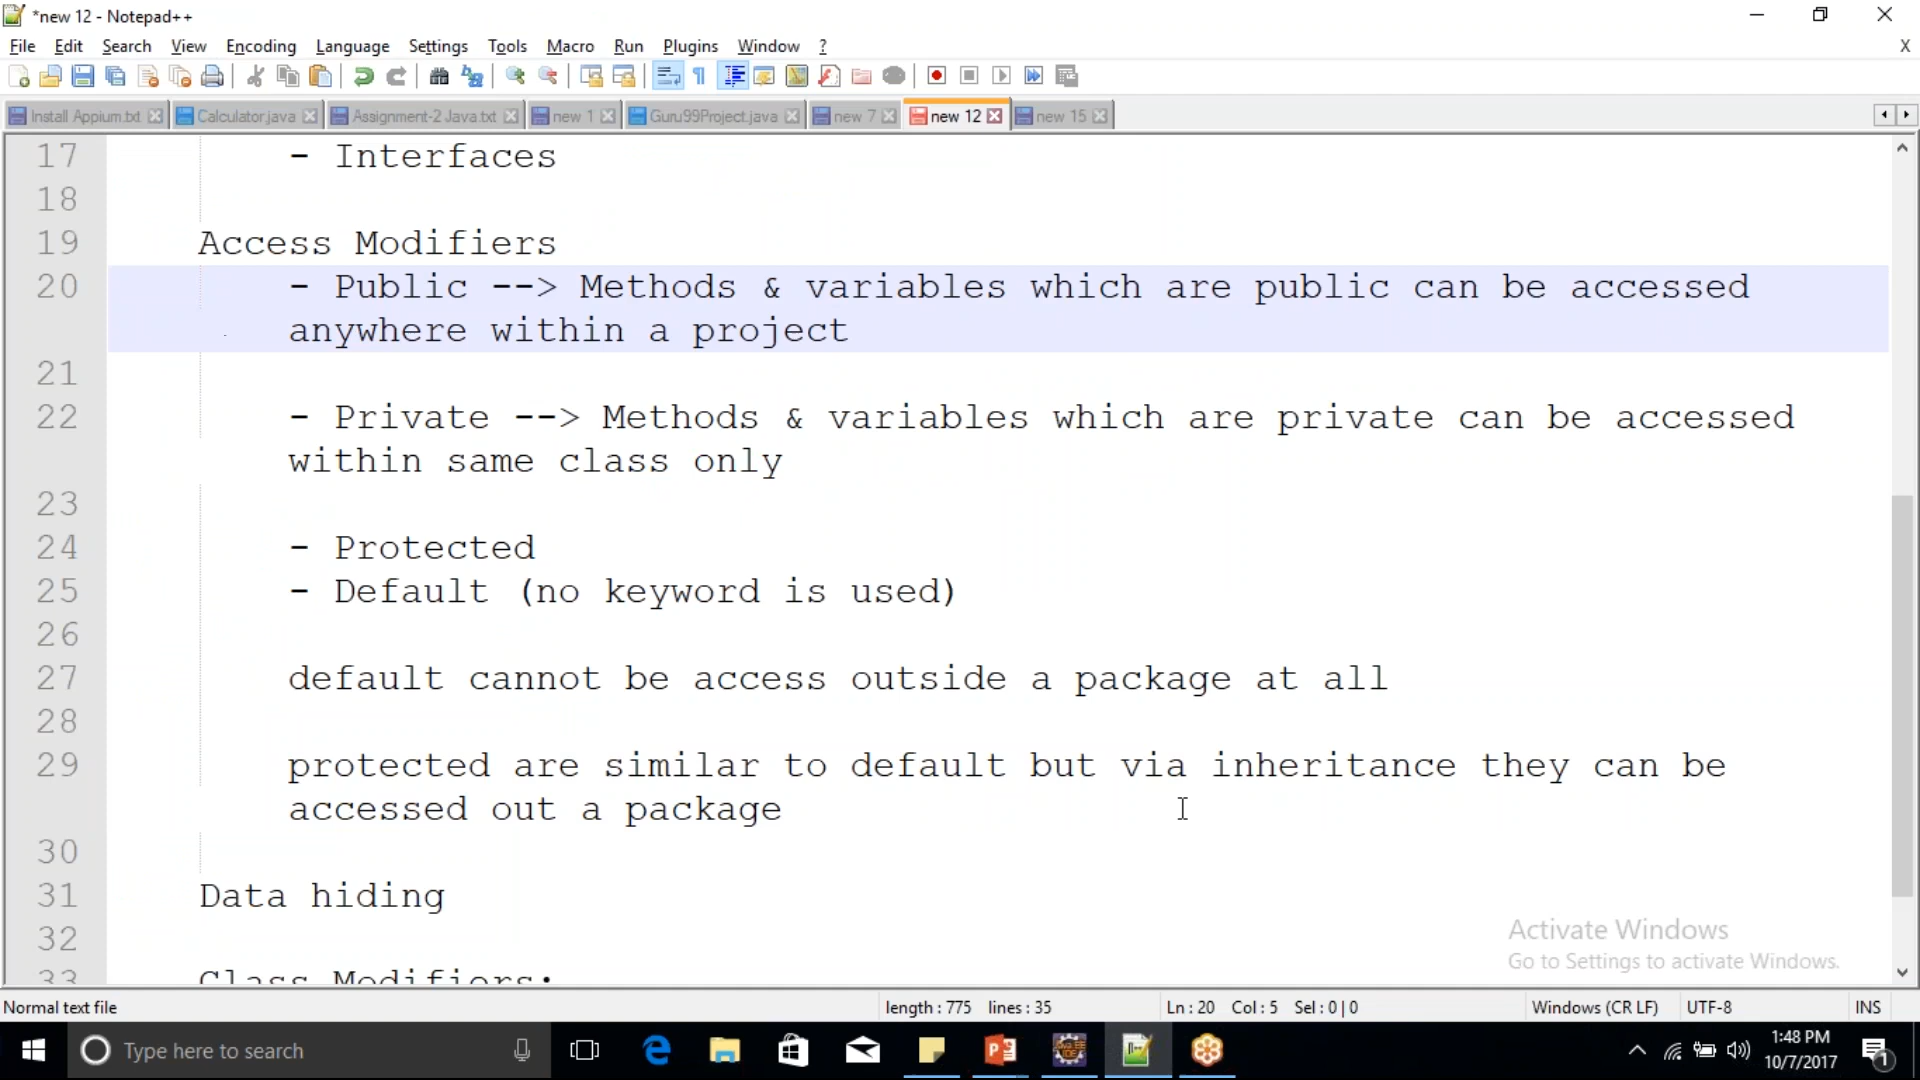 *new 12 - Notepad++
File Edit Search View Encoding Language Settings Tools Macro Run Plugins Window ? X
Install Appium.txt Calculator.java Assignment-2 Java.txt new 1 Guru99Project.java new 7 new 12 new 15
17 - Interfaces
18
19 Access Modifiers
20 - Public --> Methods & variables which are public can be accessed
anywhere within a project
21
22 - Private --> Methods & variables which are private can be accessed
within same class only
23
24 - Protected
25 - Default (no keyword is used)
26
27 default cannot be access outside a package at all
28
29 protected are similar to default but via inheritance they can be
accessed out a package
30
31 Data hiding
32
33 Class Modifiers:
Activate Windows
Go to Settings to activate Windows.
Normal text file length : 775 lines : 35 Ln : 20 Col : 5 Sel : 0 | 0 Windows (CR LF) UTF-8 INS
Type here to search
1:48 PM
10/7/2017
1